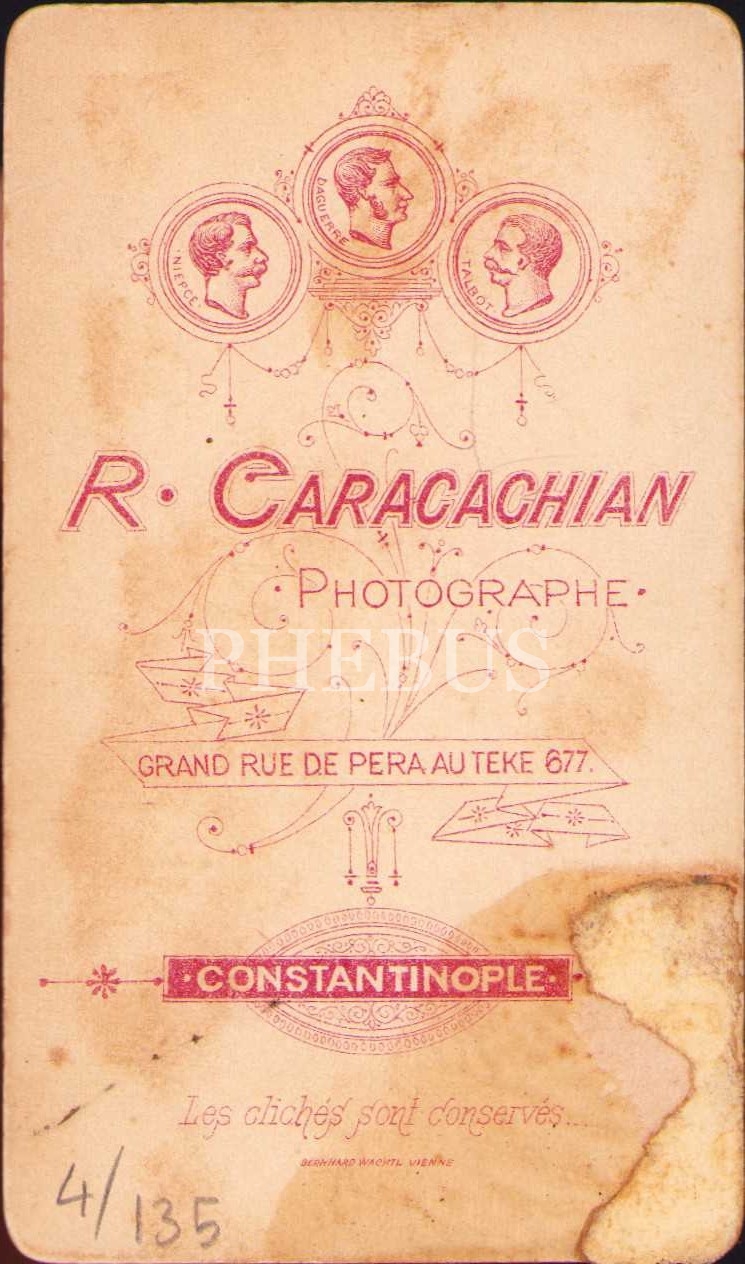 DAGUERRE
·NIEPCE·
TALBOT·
R. CARACACHIAN
·PHOTOGRAPHE·
PHEBUS
GRAND RUE DE PERA AU TEKE 677.
·CONSTANTINOPLE·
Les clichés sont conservés...
BERNHARD WACHTL VIENNE
4/135